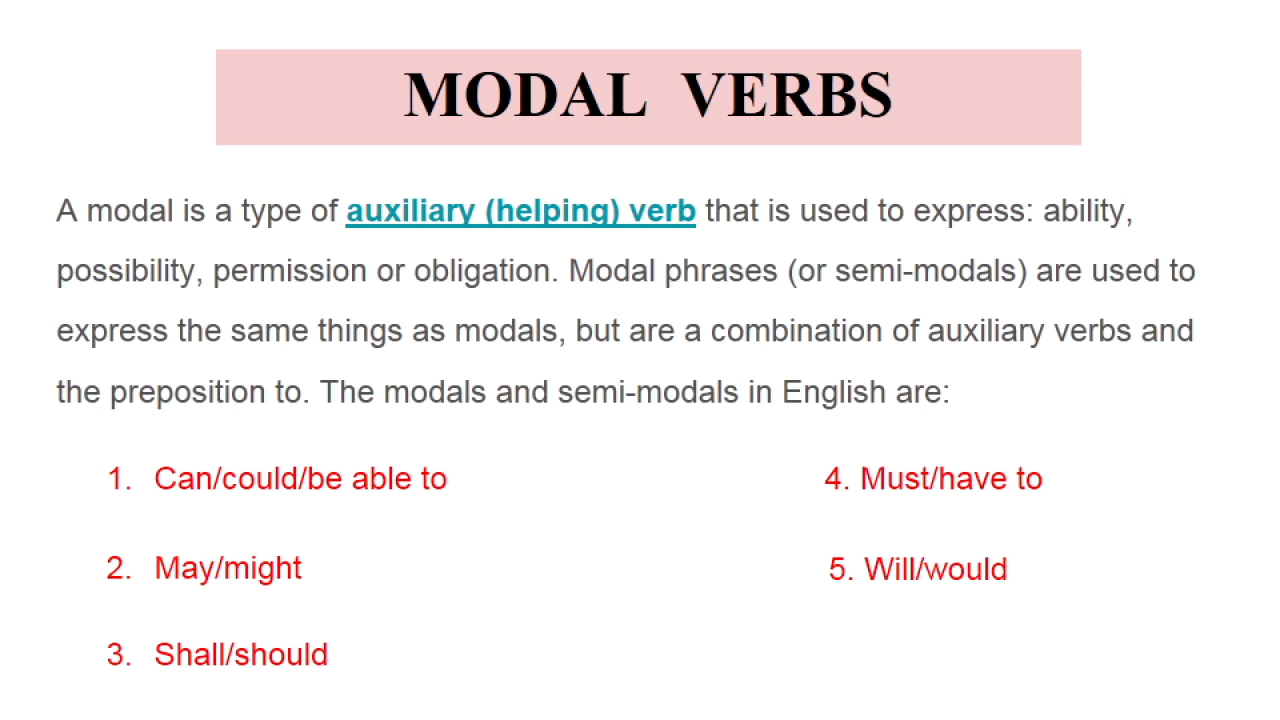 MODAL VERBS
A modal is a type of auxiliary (helping) verb that is used to express: ability,
possibility, permission or obligation. Modal phrases (or semi-modals) are used to
express the same things as modals, but are a combination of auxiliary verbs and
the preposition to. The modals and semi-modals in English are:
1. Can/could/be able to
2. May/might
3. Shall/should
4. Must/have to
5. Will/would